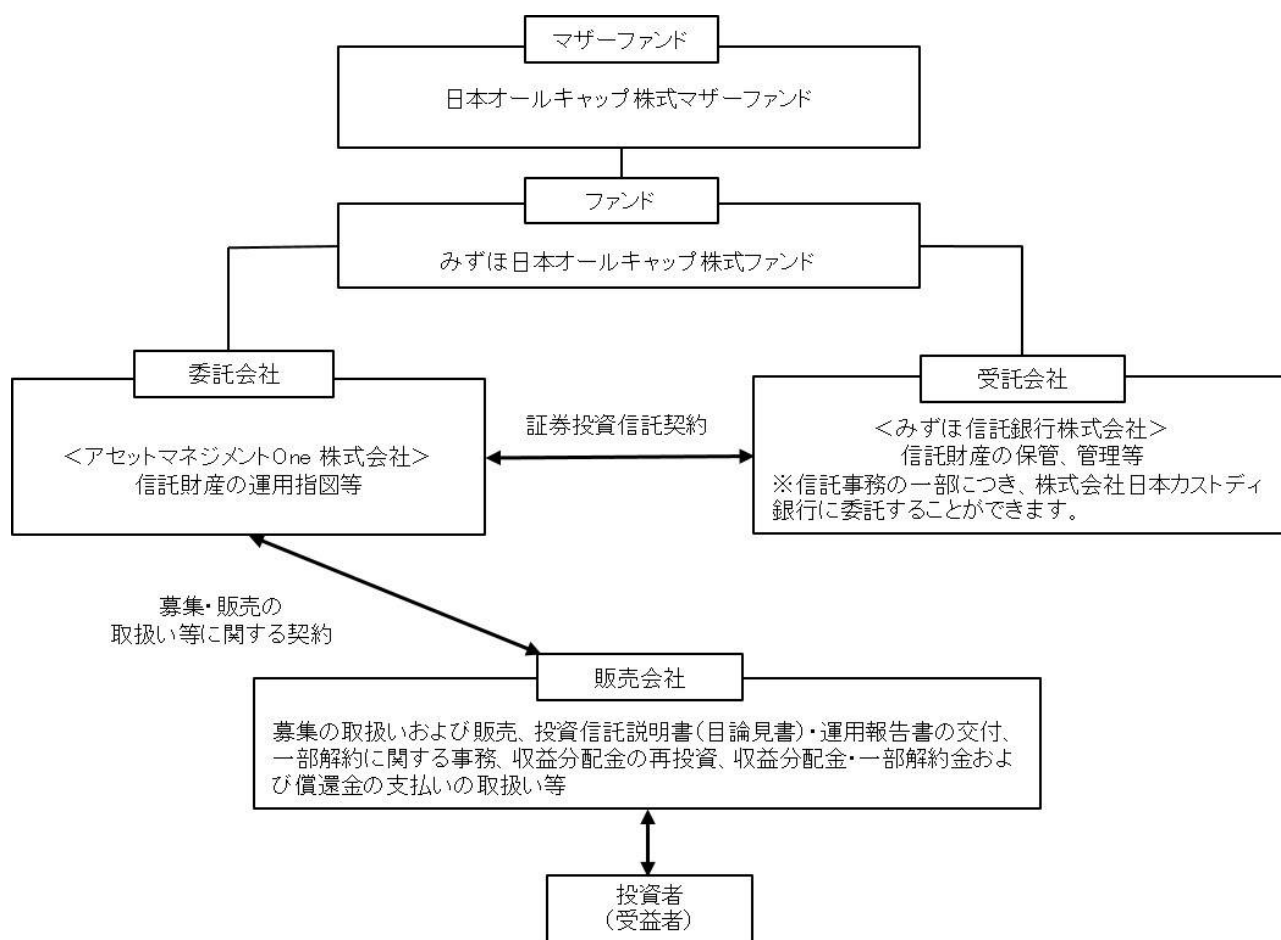 マザーファンド
日本オールキャップ株式マザーファンド
ファンド
みずほ日本オールキャップ株式ファンド
委託会社
<アセットマネジメントOne 株式会社>
信託財産の運用指図等
証券投資信託契約
受託会社
<みずほ信託銀行株式会社>
信託財産の保管、管理等
※信託事務の一部につき、株式会社日本カストディ
銀行に委託することができます。
募集・販売の
取扱い等に関する契約
販売会社
募集の取扱いおよび販売、投資信託説明書(目論見書)・運用報告書の交付、
一部解約に関する事務、収益分配金の再投資、収益分配金・一部解約金およ
び償還金の支払いの取扱い等
投資者
(受益者)